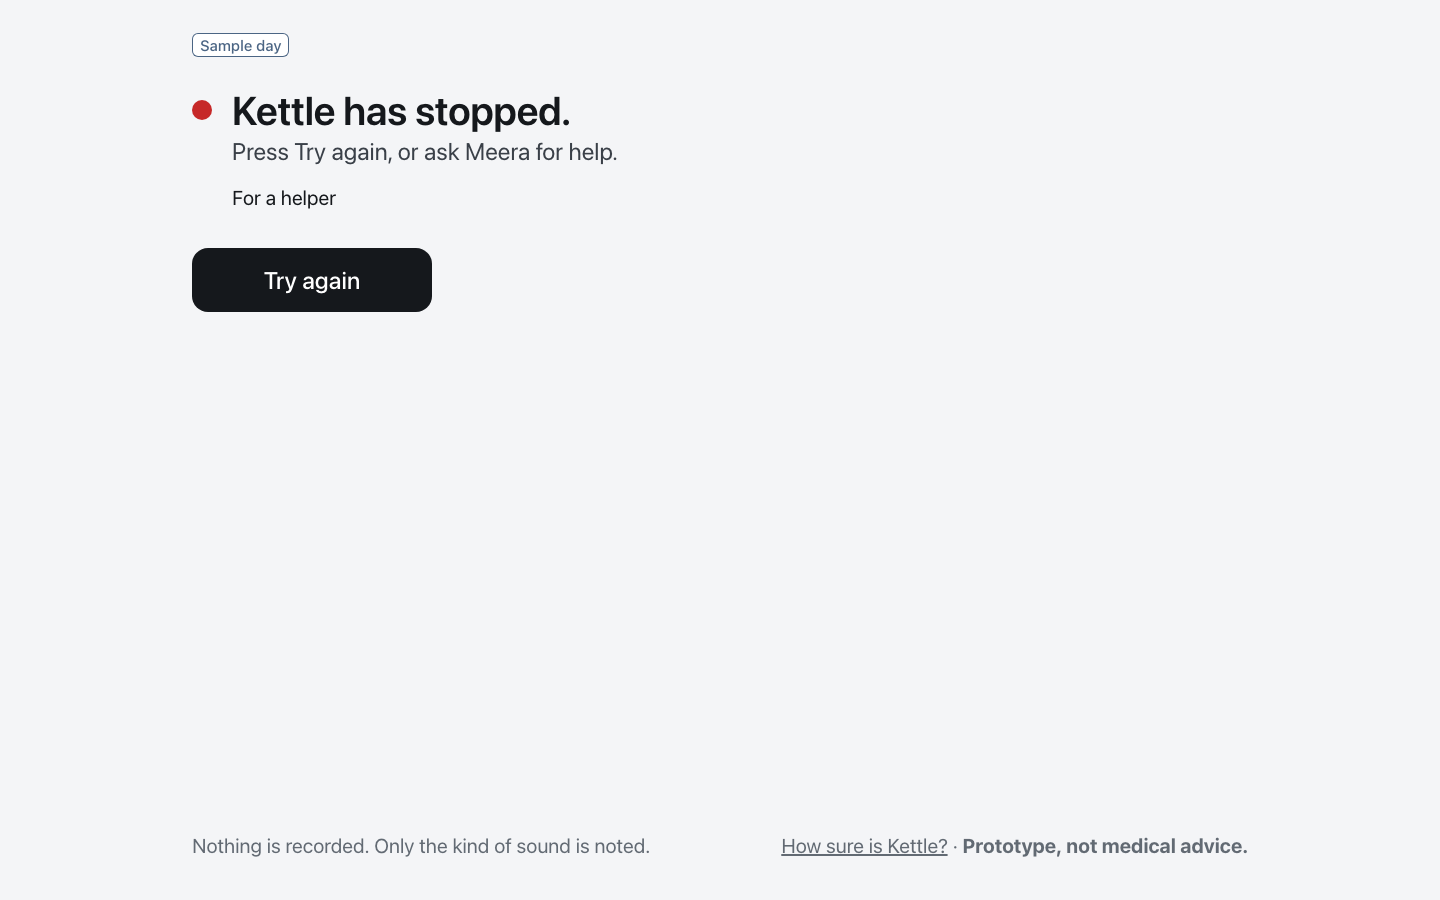 Sample day
Kettle has stopped.
Press Try again, or ask Meera for help.
For a helper
Try again
Nothing is recorded. Only the kind of sound is noted.
How sure is Kettle? · Prototype, not medical advice.